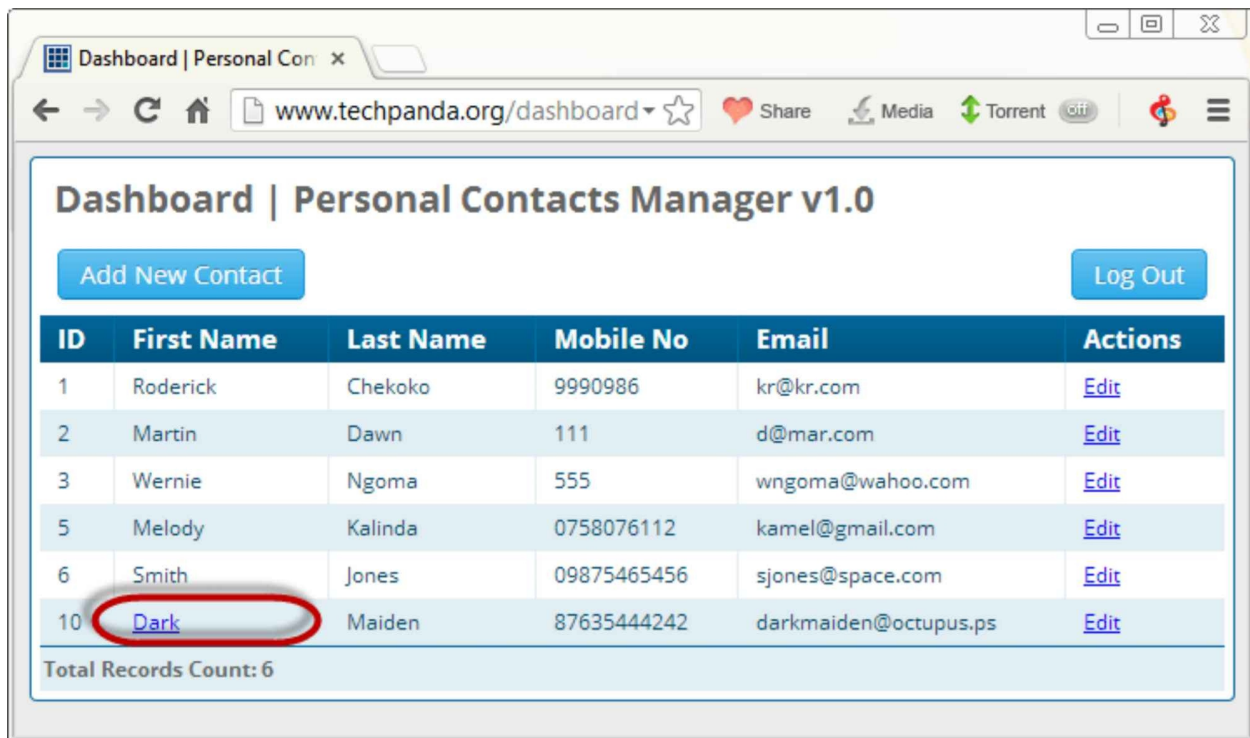 Dashboard | Personal Con
www.techpanda.org/dashboard Share Media Torrent off
Dashboard | Personal Contacts Manager v1.0
Add New Contact Log Out
ID First Name Last Name Mobile No Email Actions
1 Roderick Chekoko 9990986 kr@kr.com Edit
2 Martin Dawn 111 d@mar.com Edit
3 Wernie Ngoma 555 wngoma@wahoo.com Edit
5 Melody Kalinda 0758076112 kamel@gmail.com Edit
6 Smith Jones 09875465456 sjones@space.com Edit
10 Dark Maiden 87635444242 darkmaiden@octupus.ps Edit
Total Records Count: 6